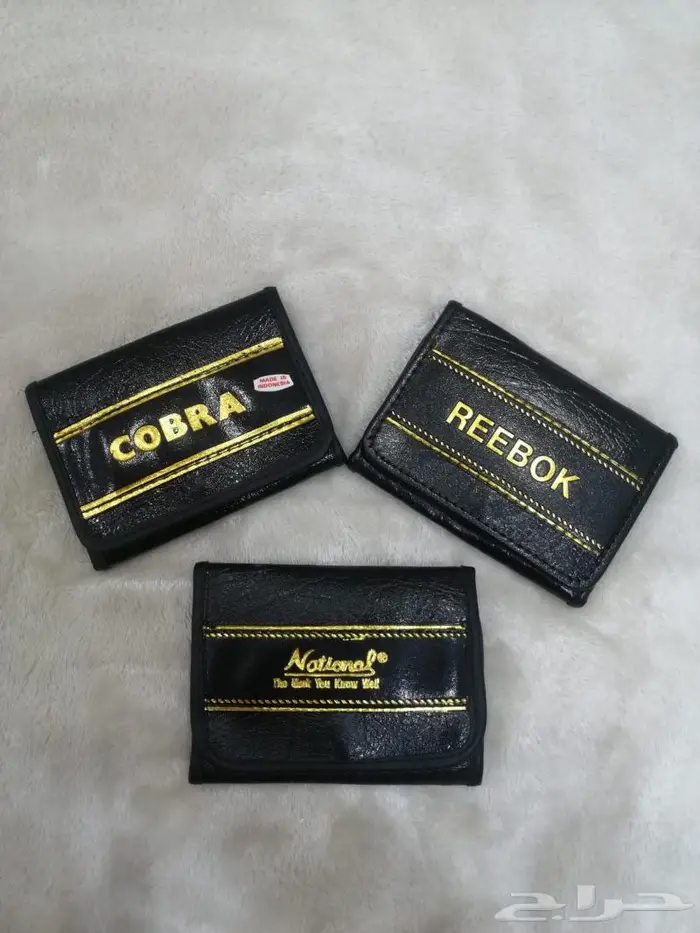 COBRA
MADE IN
INDONESIA
REEBOK
National®
The Mark You Know Well
حراج